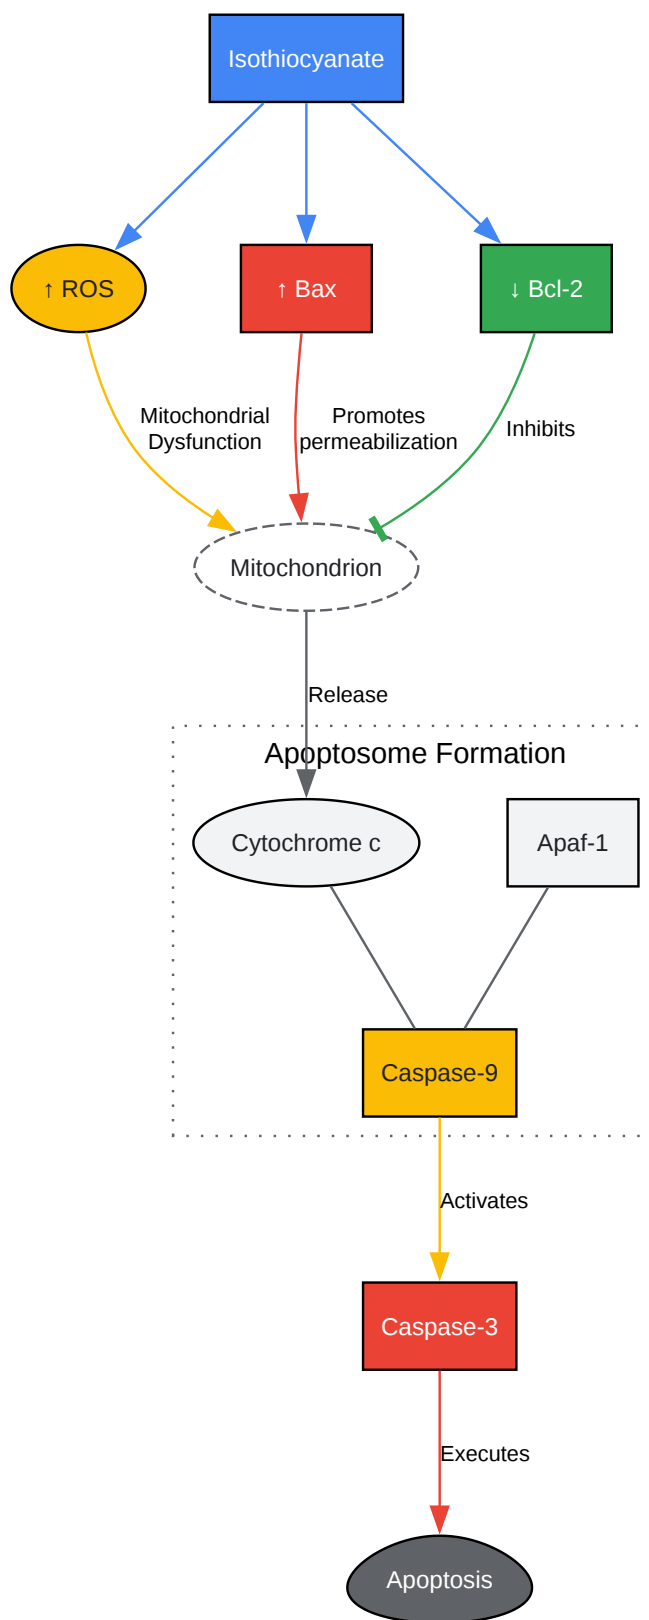 Isothiocyanate
↑ ROS
↑ Bax
↓ Bcl-2
Mitochondrial
Dysfunction
Promotes
permeabilization
Inhibits
Mitochondrion
Release
Apoptosome Formation
Cytochrome c
Apaf-1
Caspase-9
Activates
Caspase-3
Executes
Apoptosis